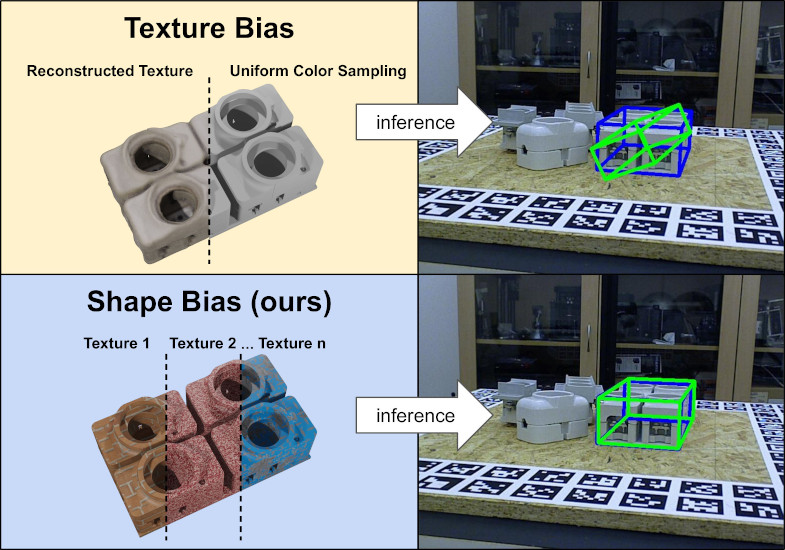 Texture Bias
Reconstructed Texture
Uniform Color Sampling
inference
Shape Bias (ours)
Texture 1
Texture 2 ... Texture n
inference